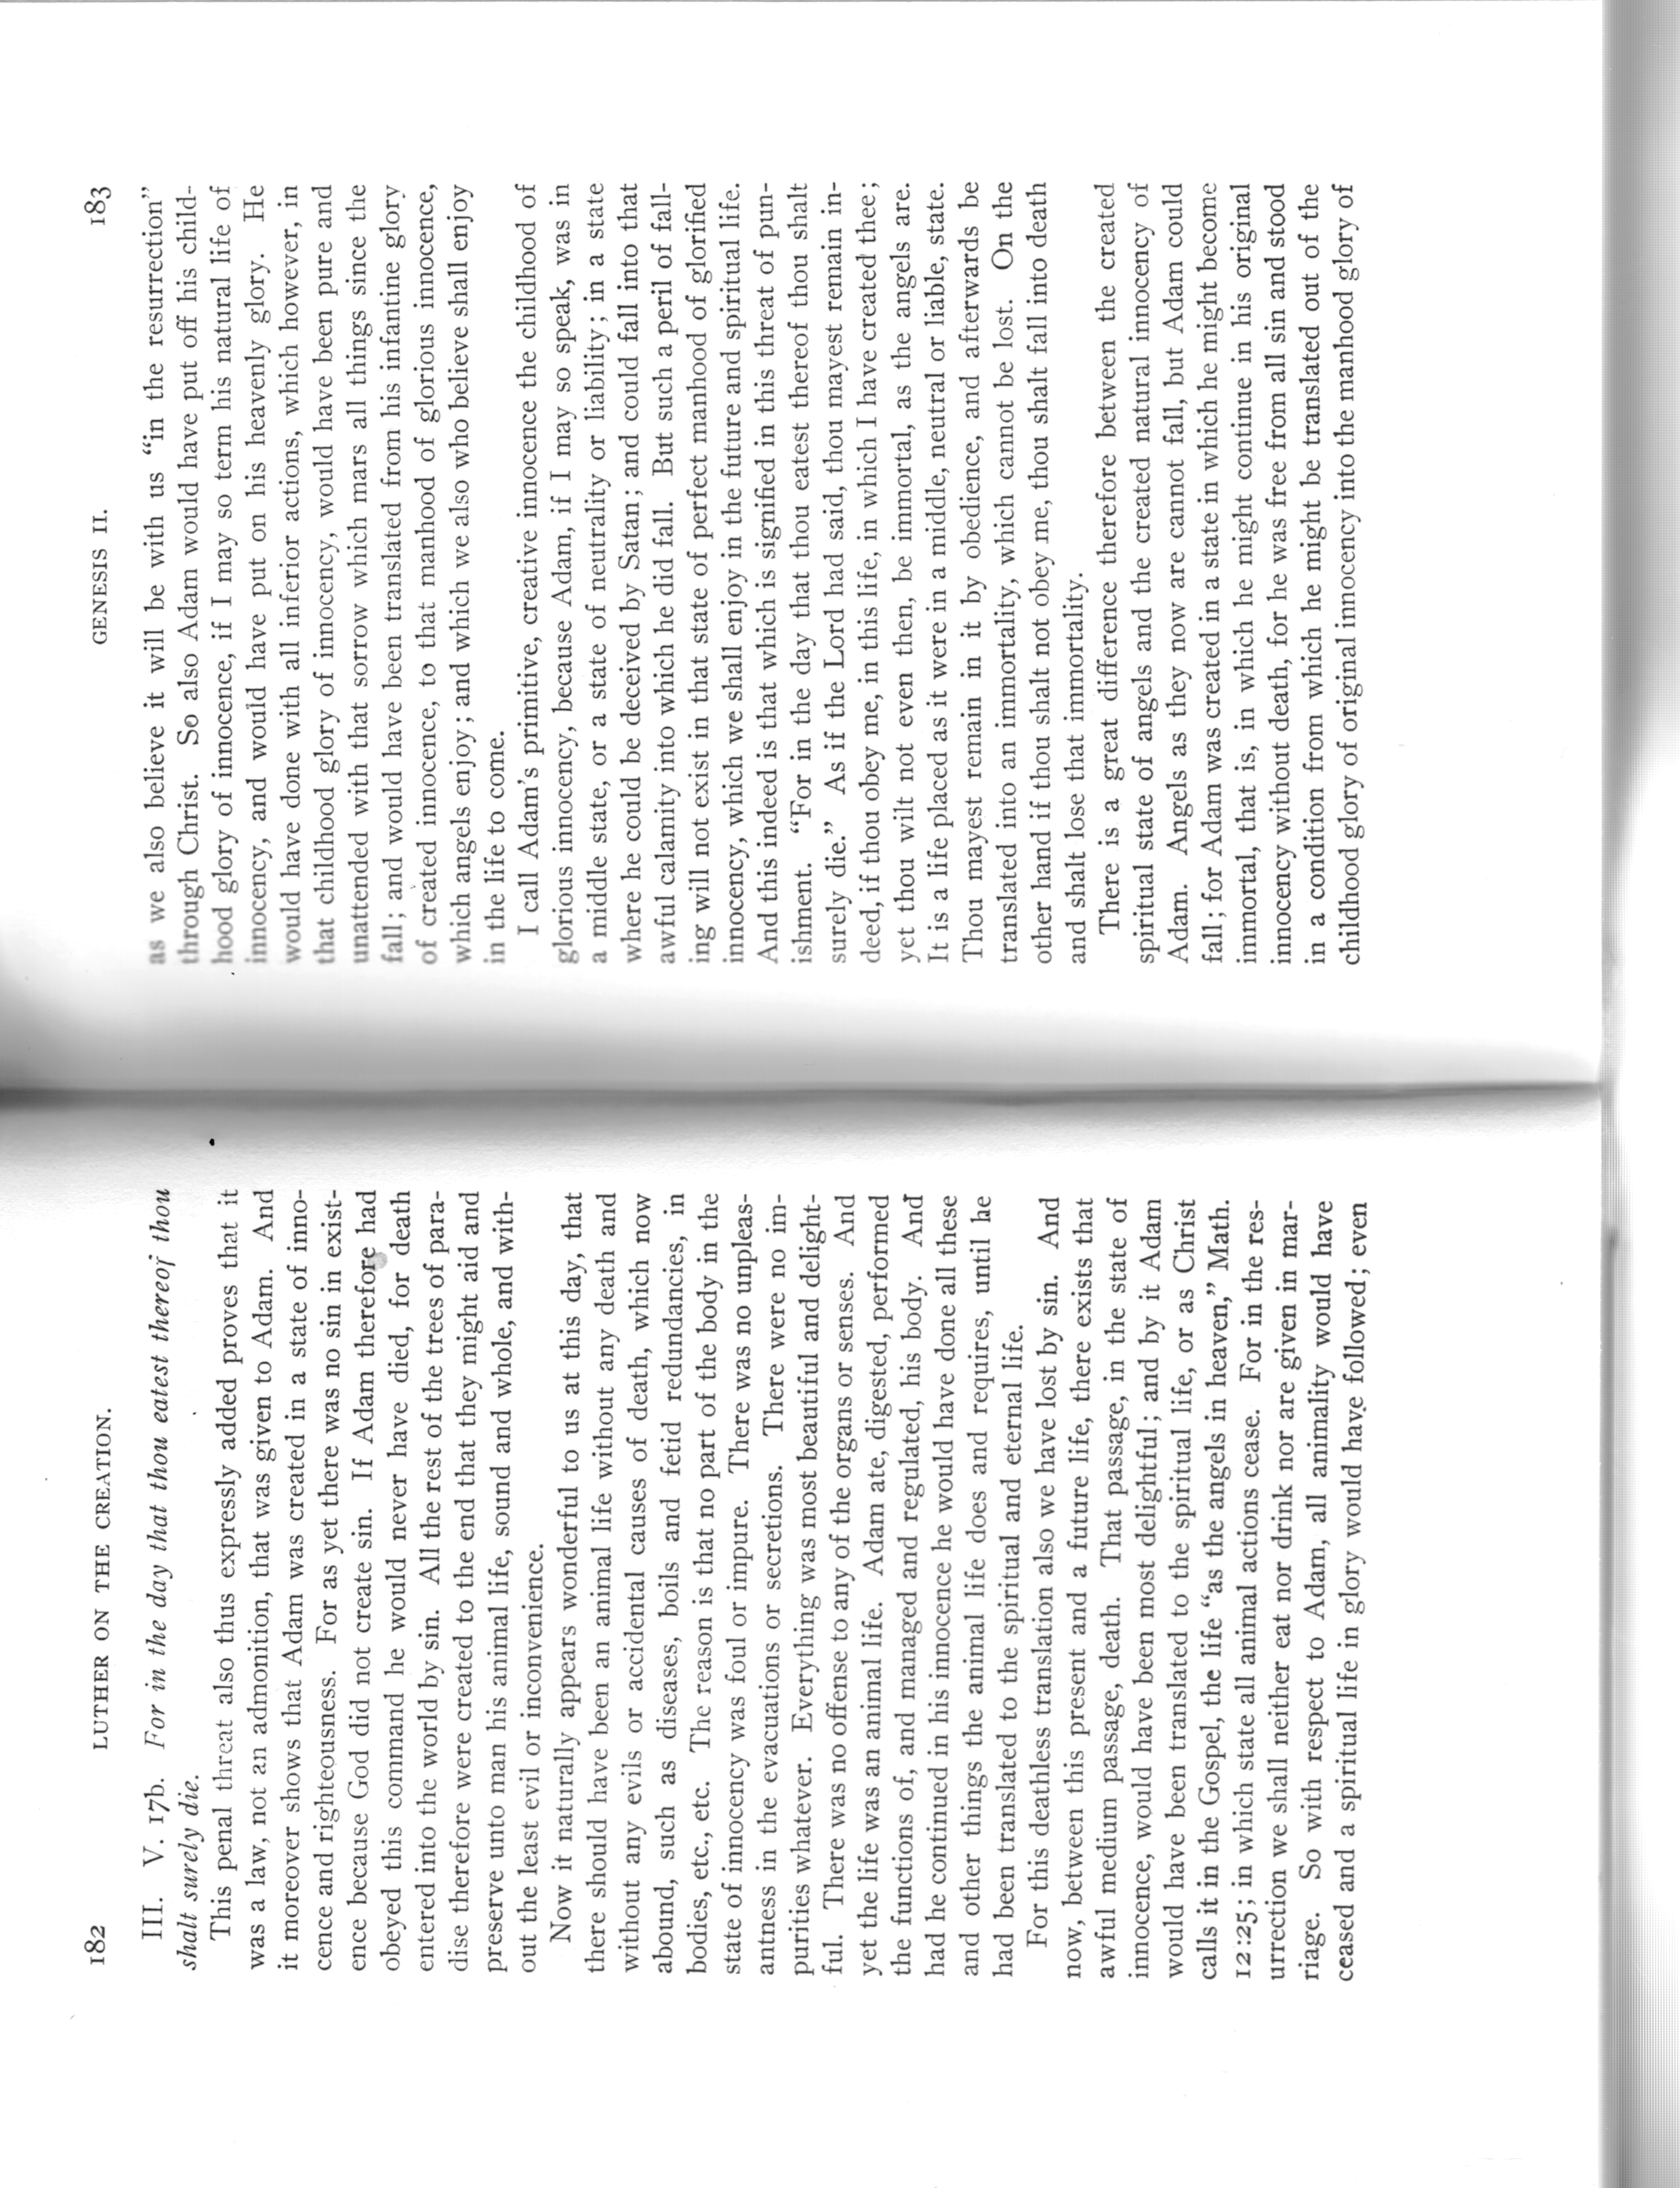 182 LUTHER ON THE CREATION.
III. V. 17b. For in the day that thou eatest thereof thou
shalt surely die.
This penal threat also thus expressly added proves that it
was a law, not an admonition, that was given to Adam. And
it moreover shows that Adam was created in a state of inno-
cence and righteousness. For as yet there was no sin in exist-
ence because God did not create sin. If Adam therefore had
obeyed this command he would never have died, for death
entered into the world by sin. All the rest of the trees of para-
dise therefore were created to the end that they might aid and
preserve unto man his animal life, sound and whole, and with-
out the least evil or inconvenience.
Now it naturally appears wonderful to us at this day, that
there should have been an animal life without any death and
without any evils or accidental causes of death, which now
abound, such as diseases, boils and fetid redundancies, in
bodies, etc., etc. The reason is that no part of the body in the
state of innocency was foul or impure. There was no unpleas-
antness in the evacuations or secretions. There were no im-
purities whatever. Everything was most beautiful and delight-
ful. There was no offense to any of the organs or senses. And
yet the life was an animal life. Adam ate, digested, performed
the functions of, and managed and regulated, his body. And
had he continued in his innocence he would have done all these
and other things the animal life does and requires, until he
had been translated to the spiritual and eternal life.
For this deathless translation also we have lost by sin. And
now, between this present and a future life, there exists that
awful medium passage, death. That passage, in the state of
innocence, would have been most delightful; and by it Adam
would have been translated to the spiritual life, or as Christ
calls it in the Gospel, the life “as the angels in heaven,” Math.
12:25; in which state all animal actions cease. For in the res-
urrection we shall neither eat nor drink nor are given in mar-
riage. So with respect to Adam, all animality would have
ceased and a spiritual life in glory would have followed; even
GENESIS II. 183
as we also believe it will be with us “in the resurrection”
through Christ. So also Adam would have put off his child-
hood glory of innocence, if I may so term his natural life of
innocency, and would have put on his heavenly glory. He
would have done with all inferior actions, which however, in
that childhood glory of innocency, would have been pure and
unattended with that sorrow which mars all things since the
fall; and would have been translated from his infantine glory
of created innocence, to that manhood of glorious innocence,
which angels enjoy; and which we also who believe shall enjoy
in the life to come.
I call Adam’s primitive, creative innocence the childhood of
glorious innocency, because Adam, if I may so speak, was in
a middle state, or a state of neutrality or liability; in a state
where he could be deceived by Satan; and could fall into that
awful calamity into which he did fall. But such a peril of fall-
ing will not exist in that state of perfect manhood of glorified
innocency, which we shall enjoy in the future and spiritual life.
And this indeed is that which is signified in this threat of pun-
ishment. “For in the day that thou eatest thereof thou shalt
surely die.” As if the Lord had said, thou mayest remain in-
deed, if thou obey me, in this life, in which I have created thee;
yet thou wilt not even then, be immortal, as the angels are.
It is a life placed as it were in a middle, neutral or liable, state.
Thou mayest remain in it by obedience, and afterwards be
translated into an immortality, which cannot be lost. On the
other hand if thou shalt not obey me, thou shalt fall into death
and shalt lose that immortality.
There is a great difference therefore between the created
spiritual state of angels and the created natural innocency of
Adam. Angels as they now are cannot fall, but Adam could
fall; for Adam was created in a state in which he might become
immortal, that is, in which he might continue in his original
innocency without death, for he was free from all sin and stood
in a condition from which he might be translated out of the
childhood glory of original innocency into the manhood glory of